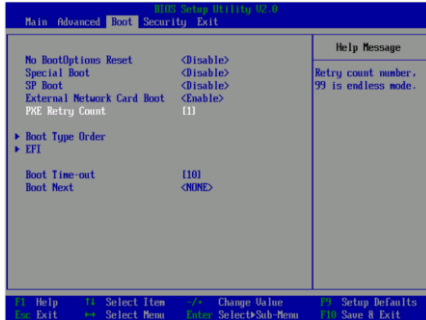 BIOS Setup Utility V2.0
Main Advanced Boot Security Exit
Help Message
No BootOptions Reset <Disable>
Special Boot <Disable>
SP Boot <Disable>
External Network Card Boot <Enable>
PXE Retry Count [1]
Retry count number,
99 is endless mode.
Boot Type Order
EFI
Boot Time-out [10]
Boot Next <NONE>
F1 Help ↑↓ Select Item -/+ Change Value F9 Setup Defaults
Esc Exit ↔ Select Menu Enter Select▶Sub-Menu F10 Save & Exit